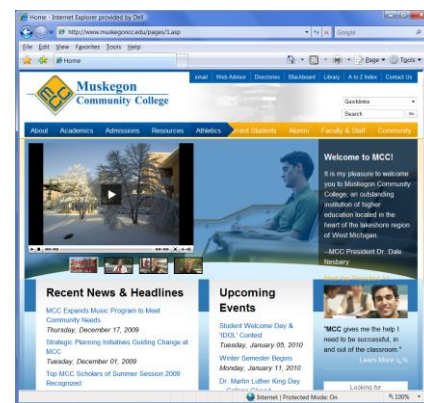 Home - Internet Explorer provided by Dell
http://www.muskegoncc.edu/pages/1.asp
Google
File Edit View Favorites Tools Help
Home
Page
Tools
email Web Advisor Directories Blackboard Library A to Z Index Contact Us
Muskegon
Community College
Quicklinks
Search
About Academics Admissions Resources Athletics Current Students Alumni Faculty & Staff Community
Welcome to MCC!
It is my pleasure to welcome
you to Muskegon Community
College, an outstanding
institution of higher
education located in the
heart of the lakeshore region
of West Michigan.
--MCC President Dr. Dale
Nesbary
Recent News & Headlines
MCC Expands Music Program to Meet
Community Needs
Thursday, December 17, 2009
Strategic Planning Initiatives Guiding Change at
MCC
Tuesday, December 01, 2009
Top MCC Scholars of Summer Session 2009
Recognized
Upcoming
Events
Student Welcome Day &
'IDOL' Contest
Tuesday, January 05, 2010
Winter Semester Begins
Monday, January 11, 2010
Dr. Martin Luther King Day
"MCC gives me the help I
need to be successful, in
and out of the classroom."
Learn More ï¿½
Looking for
Internet | Protected Mode: On
100%